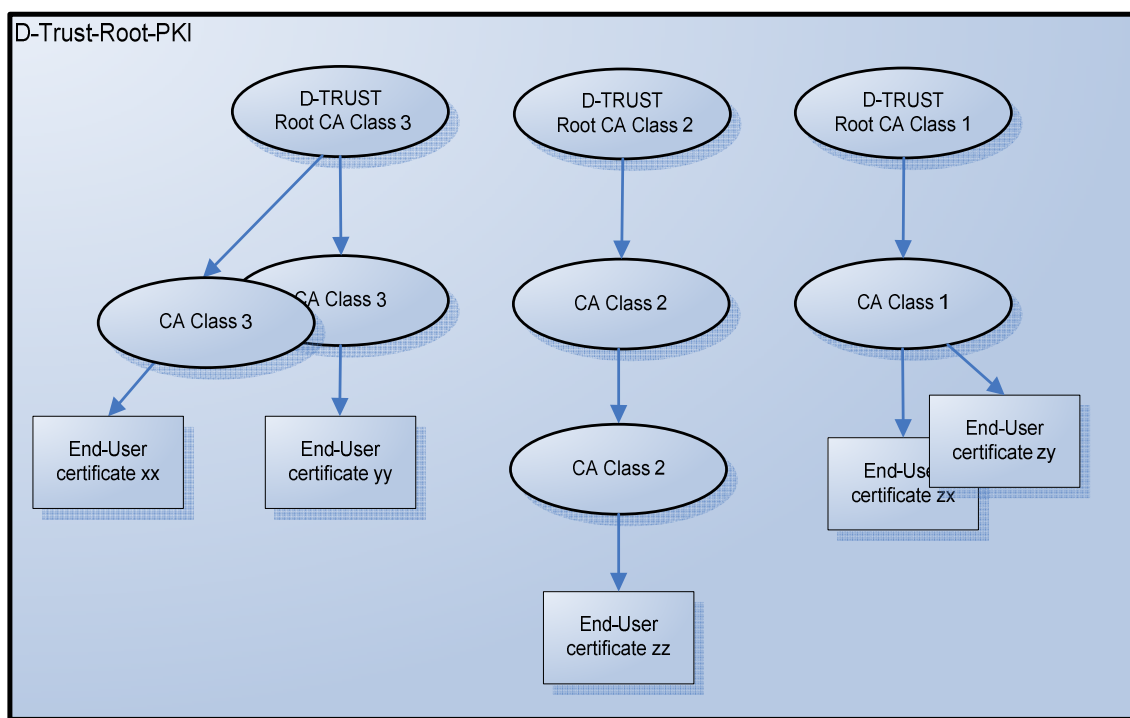 D-Trust-Root-PKI
D-TRUST
Root CA Class 3
D-TRUST
Root CA Class 2
D-TRUST
Root CA Class 1
CA Class 3
CA Class 3
CA Class 2
CA Class 1
End-User
certificate xx
End-User
certificate yy
CA Class 2
End-User
certificate zx
End-User
certificate zy
End-User
certificate zz